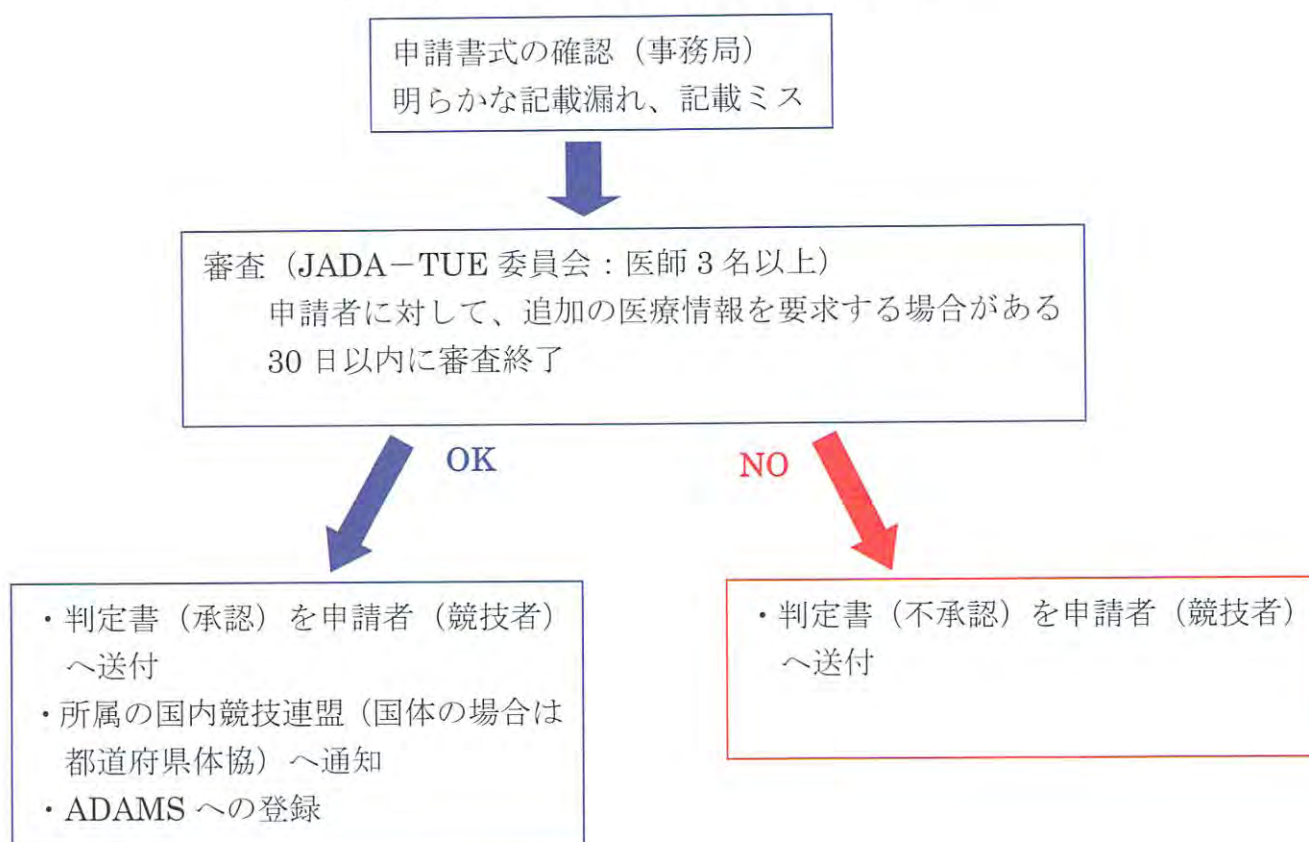 申請書式の確認（事務局）
明らかな記載漏れ、記載ミス
審査（JADA－TUE 委員会：医師 3 名以上）
申請者に対して、追加の医療情報を要求する場合がある
30 日以内に審査終了
OK
NO
・判定書（承認）を申請者（競技者）
へ送付
・所属の国内競技連盟（国体の場合は
都道府県体協）へ通知
・ADAMS への登録
・判定書（不承認）を申請者（競技者）
へ送付